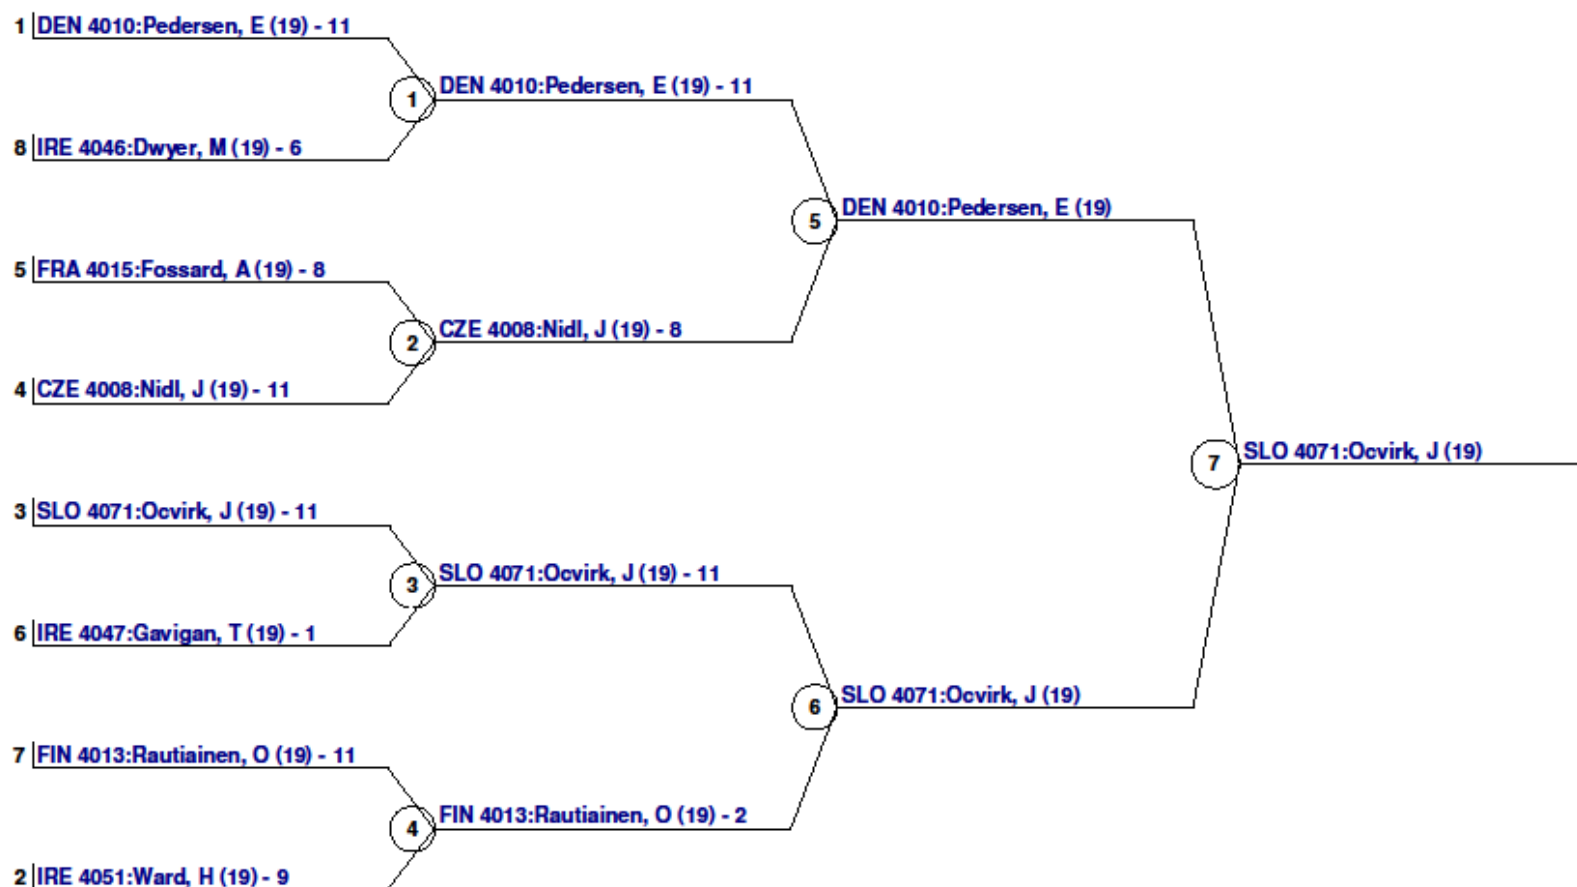 1 DEN 4010:Pedersen, E (19) - 11
1 DEN 4010:Pedersen, E (19) - 11
8 IRE 4046:Dwyer, M (19) - 6
5 DEN 4010:Pedersen, E (19)
5 FRA 4015:Fossard, A (19) - 8
2 CZE 4008:Nidl, J (19) - 8
4 CZE 4008:Nidl, J (19) - 11
7 SLO 4071:Ocvirk, J (19)
3 SLO 4071:Ocvirk, J (19) - 11
3 SLO 4071:Ocvirk, J (19) - 11
6 IRE 4047:Gavigan, T (19) - 1
6 SLO 4071:Ocvirk, J (19)
7 FIN 4013:Rautiainen, O (19) - 11
4 FIN 4013:Rautiainen, O (19) - 2
2 IRE 4051:Ward, H (19) - 9